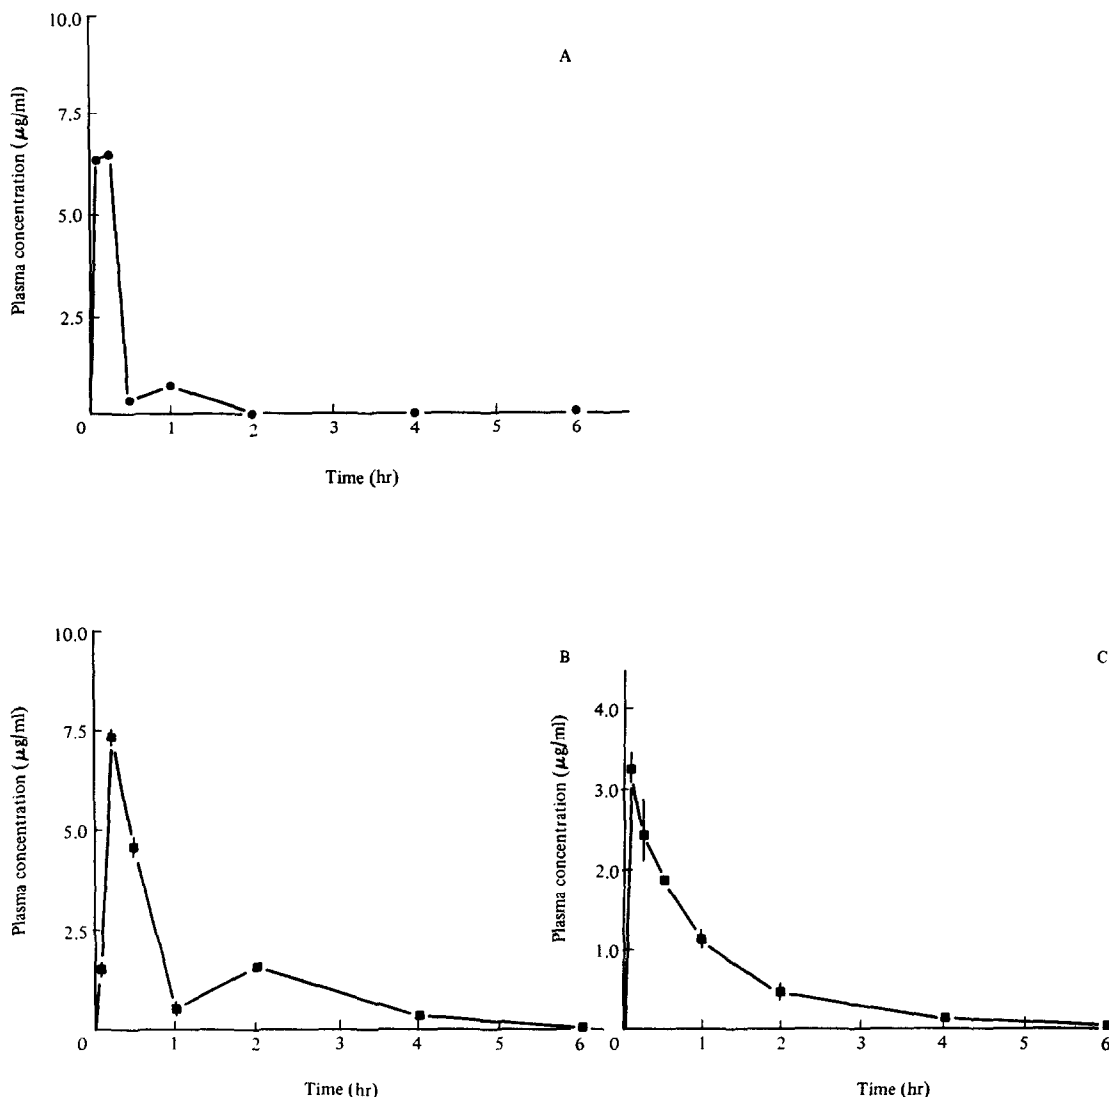 A
Plasma concentration (μg/ml)
10.0
7.5
5.0
2.5
0 1 2 3 4 5 6
Time (hr)
B
Plasma concentration (μg/ml)
10.0
7.5
5.0
2.5
0 1 2 3 4 5 6
Time (hr)
C
Plasma concentration (μg/ml)
4.0
3.0
2.0
1.0
0 1 2 3 4 5 6
Time (hr)